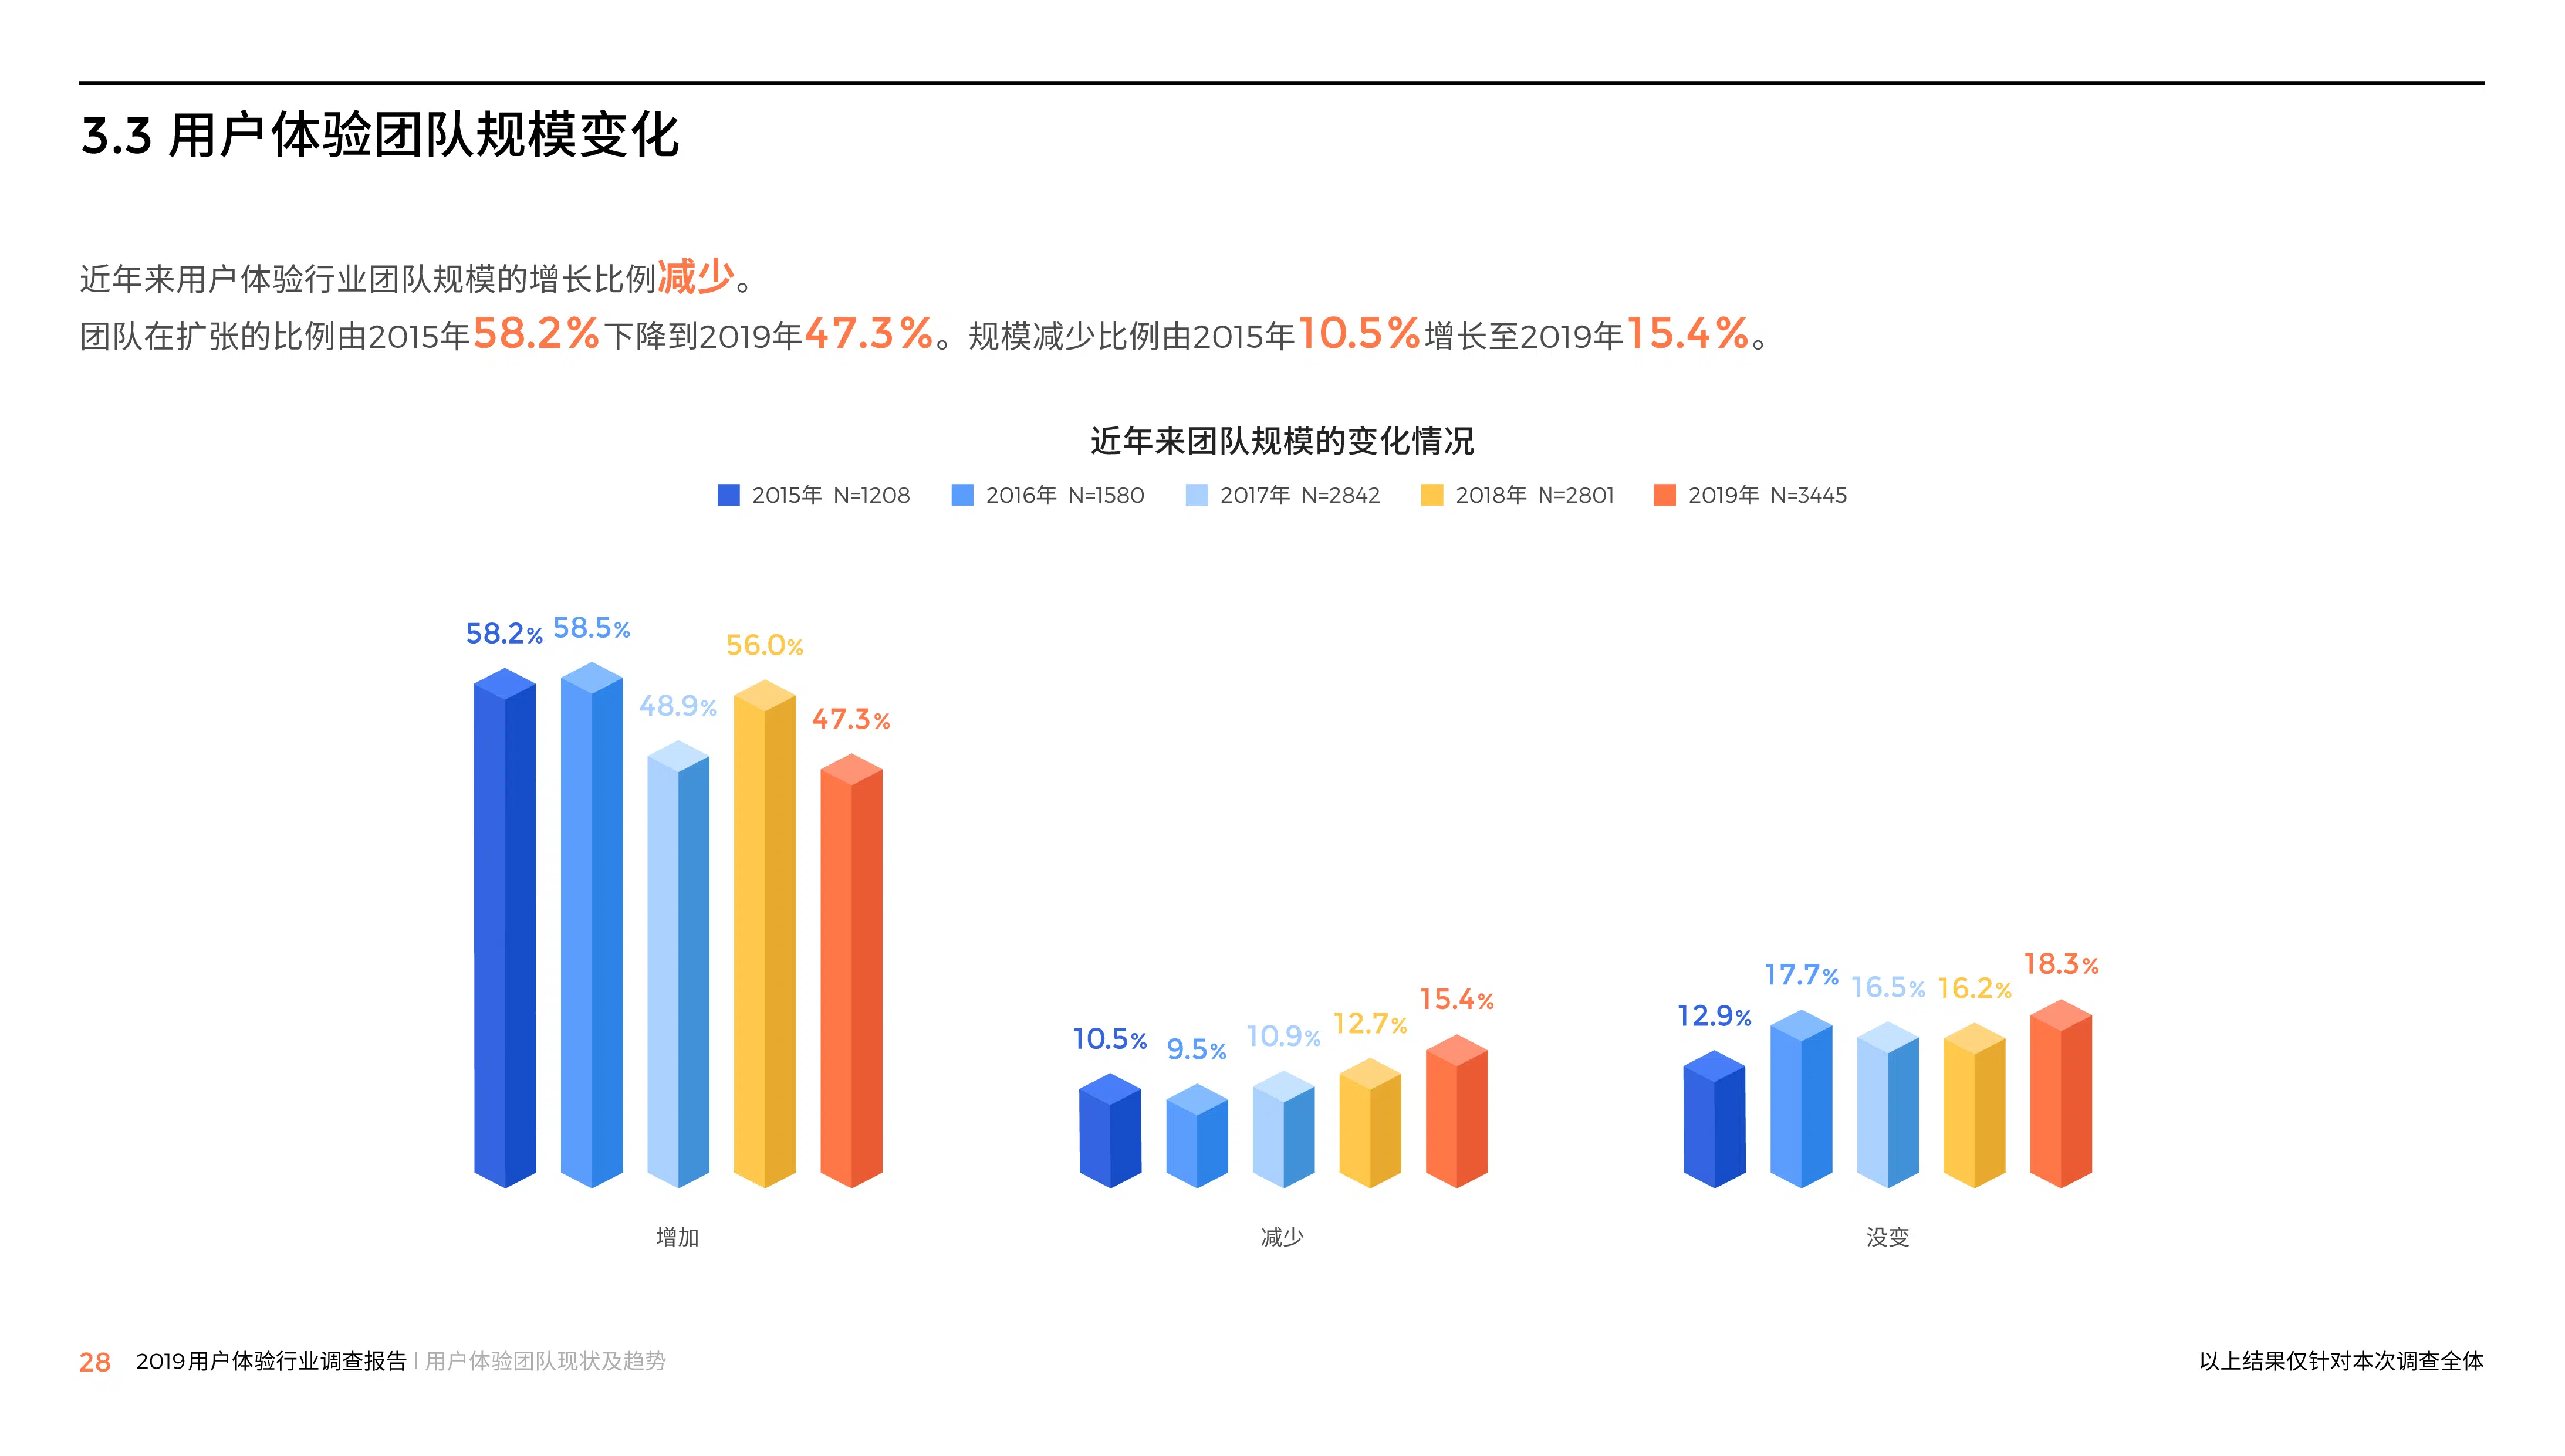 3.3 用户体验团队规模变化
近年来用户体验行业团队规模的增长比例减少。
团队在扩张的比例由2015年58.2%下降到2019年47.3%。规模减少比例由2015年10.5%增长至2019年15.4%。
近年来团队规模的变化情况
2015年 N=1208 2016年 N=1580 2017年 N=2842 2018年 N=2801 2019年 N=3445
58.2% 58.5% 48.9% 56.0% 47.3%
10.5% 9.5% 10.9% 12.7% 15.4%
12.9% 17.7% 16.5% 16.2% 18.3%
增加 减少 没变
28 2019用户体验行业调查报告 | 用户体验团队现状及趋势 以上结果仅针对本次调查全体